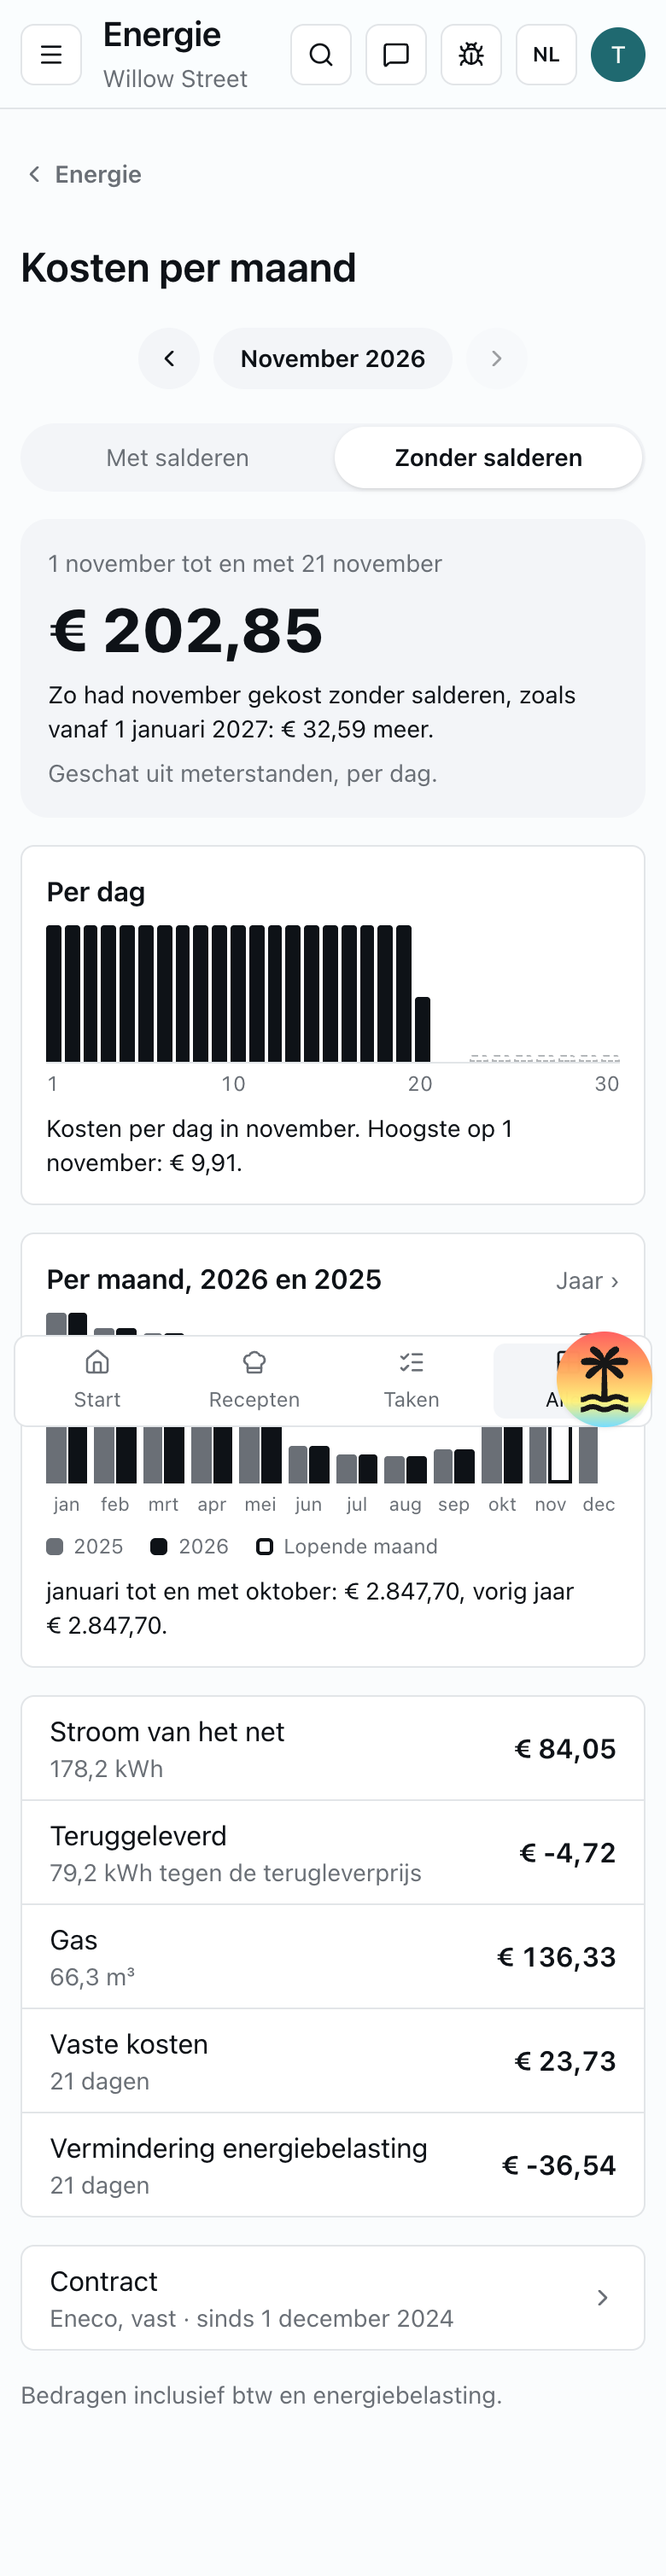 Energie
Willow Street
NL
T
Energie
Kosten per maand
November 2026
Met salderen
Zonder salderen
1 november tot en met 21 november
€ 202,85
Zo had november gekost zonder salderen, zoals
vanaf 1 januari 2027: € 32,59 meer.
Geschat uit meterstanden, per dag.
Per dag
1 10 20 30
Kosten per dag in november. Hoogste op 1
november: € 9,91.
Per maand, 2026 en 2025
Jaar ›
Start
Recepten
Taken
jan feb mrt apr mei jun jul aug sep okt nov dec
2025 2026 Lopende maand
januari tot en met oktober: € 2.847,70, vorig jaar
€ 2.847,70.
Stroom van het net
€ 84,05
178,2 kWh
Teruggeleverd
€ -4,72
79,2 kWh tegen de terugleverprijs
Gas
€ 136,33
66,3 m³
Vaste kosten
€ 23,73
21 dagen
Vermindering energiebelasting
€ -36,54
21 dagen
Contract
Eneco, vast · sinds 1 december 2024
Bedragen inclusief btw en energiebelasting.